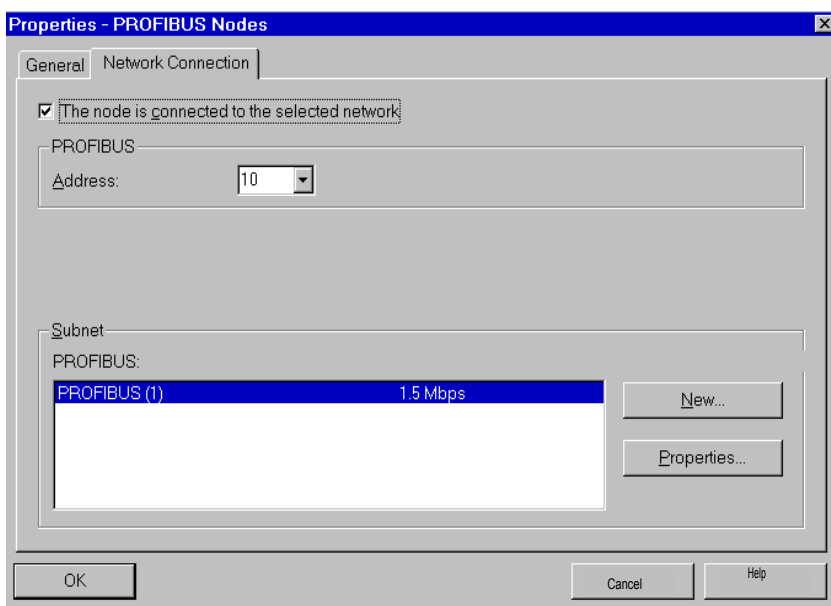 Properties - PROFIBUS Nodes
General Network Connection
The node is connected to the selected network
PROFIBUS
Address: 10
Subnet
PROFIBUS:
PROFIBUS (1) 1.5 Mbps
New...
Properties...
OK Cancel Help